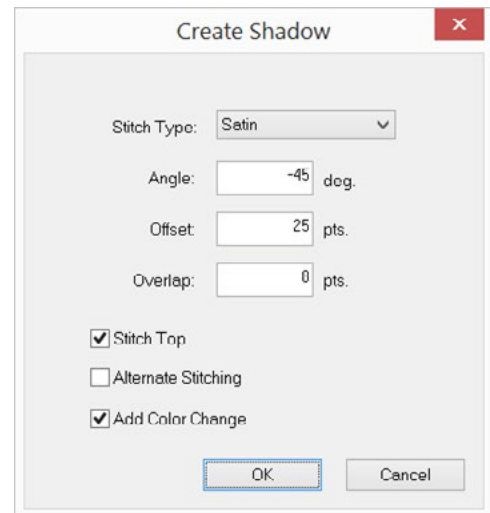 Create Shadow
Stitch Type: Satin
Angle: -45 deg.
Offset: 25 pts.
Overlap: 0 pts.
Stitch Top
Alternate Stitching
Add Color Change
OK Cancel